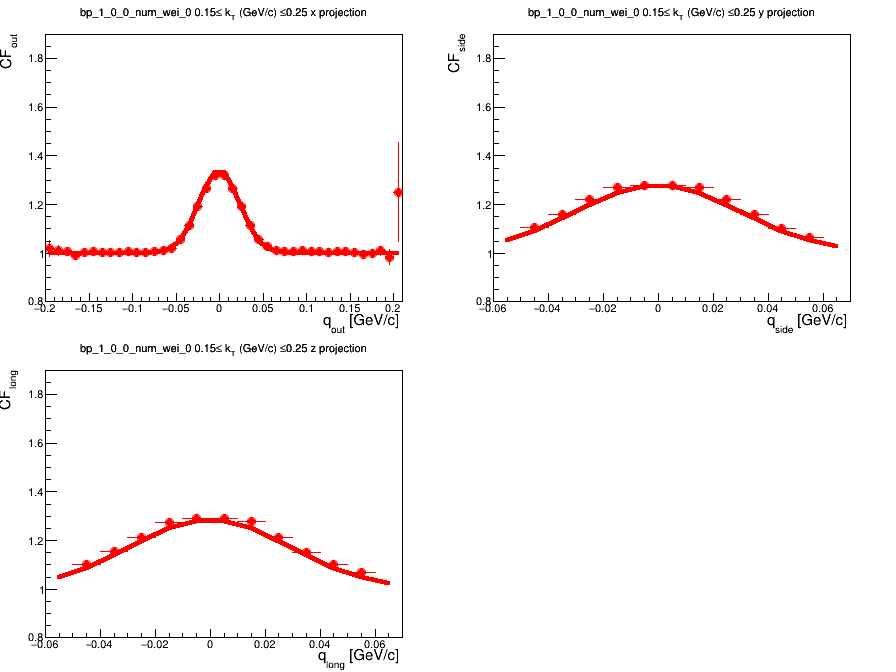 bp_1_0_0_num_wei_0 0.15≤ k_T (GeV/c) ≤0.25 x projection
CF_out
1.8
1.6
1.4
1.2
1
0.8
−0.2 −0.15 −0.1 −0.05 0 0.05 0.1 0.15 0.2
q_out [GeV/c]
bp_1_0_0_num_wei_0 0.15≤ k_T (GeV/c) ≤0.25 y projection
CF_side
1.8
1.6
1.4
1.2
1
0.8
−0.06 −0.04 −0.02 0 0.02 0.04 0.06
q_side [GeV/c]
bp_1_0_0_num_wei_0 0.15≤ k_T (GeV/c) ≤0.25 z projection
CF_long
1.8
1.6
1.4
1.2
1
0.8
−0.06 −0.04 −0.02 0 0.02 0.04 0.06
q_long [GeV/c]